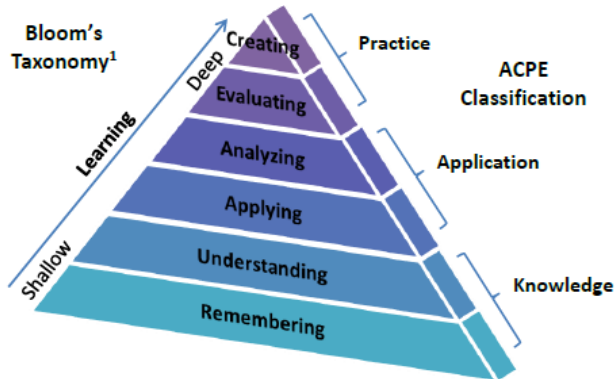 Bloom's
Taxonomy¹
Learning
Deep
Shallow
Creating
Evaluating
Analyzing
Applying
Understanding
Remembering
Practice
ACPE
Classification
Application
Knowledge